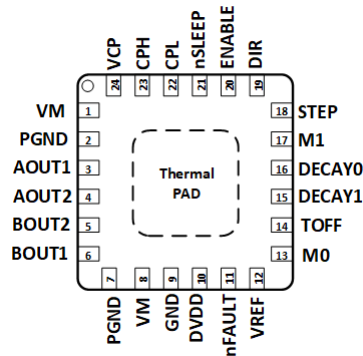 VCP
CPH
CPL
nSLEEP
ENABLE
DIR
24
23
22
21
20
19
VM 1
PGND 2
AOUT1 3
AOUT2 4
BOUT2 5
BOUT1 6
Thermal
PAD
18 STEP
17 M1
16 DECAY0
15 DECAY1
14 TOFF
13 M0
7
8
9
10
11
12
PGND
VM
GND
DVDD
nFAULT
VREF